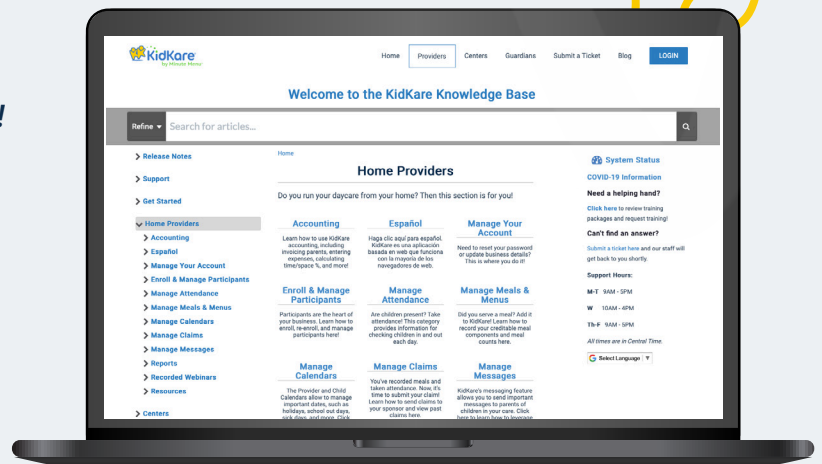 !
KidKare
by Minute Menu
Home Providers Centers Guardians Submit a Ticket Blog LOGIN
Welcome to the KidKare Knowledge Base
Refine Search for articles...
Release Notes
Support
Get Started
Home Providers
Accounting
Español
Manage Your Account
Enroll & Manage Participants
Manage Attendance
Manage Meals & Menus
Manage Calendars
Manage Claims
Manage Messages
Reports
Recorded Webinars
Resources
Centers
Home
Home Providers
Do you run your daycare from your home? Then this section is for you!
Accounting
Learn how to use KidKare
accounting, including
invoicing parents, entering
expenses, calculating
time/space %, and more!
Español
Haga clic aquí para español.
KidKare es una aplicación
basada en web que funciona
con la mayoría de los
navegadores de web.
Manage Your
Account
Need to reset your password
or update business details?
This is where you do it!
Enroll & Manage
Participants
Participants are the heart of
your business. Learn how to
enroll, re-enroll, and manage
participants here!
Manage
Attendance
Are children present? Take
attendance! This category
provides information for
checking children in and out
each day.
Manage Meals &
Menus
Did you serve a meal? Add it
to KidKare! Learn how to
record your creditable meal
components and meal
counts here.
Manage
Calendars
The Provider and Child
Calendars allow to manage
important dates, such as
holidays, school out days,
sick days, and more. Click
Manage Claims
You've recorded meals and
taken attendance. Now, it's
time to submit your claim!
Learn how to send claims to
your sponsor and view past
claims here.
Manage
Messages
KidKare's messaging feature
allows you to send important
messages to parents of
children in your care. Click
here to learn how to leverage
System Status
COVID-19 Information
Need a helping hand?
Click here to review training
packages and request training!
Can't find an answer?
Submit a ticket here and our staff will
get back to you shortly.
Support Hours:
M-T 9AM - 5PM
W 10AM - 4PM
Th-F 9AM - 5PM
All times are in Central Time.
Select Language